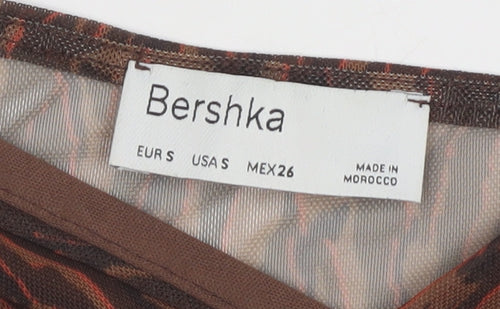 Bershka
EUR S USA S MEX 26
MADE IN
MOROCCO